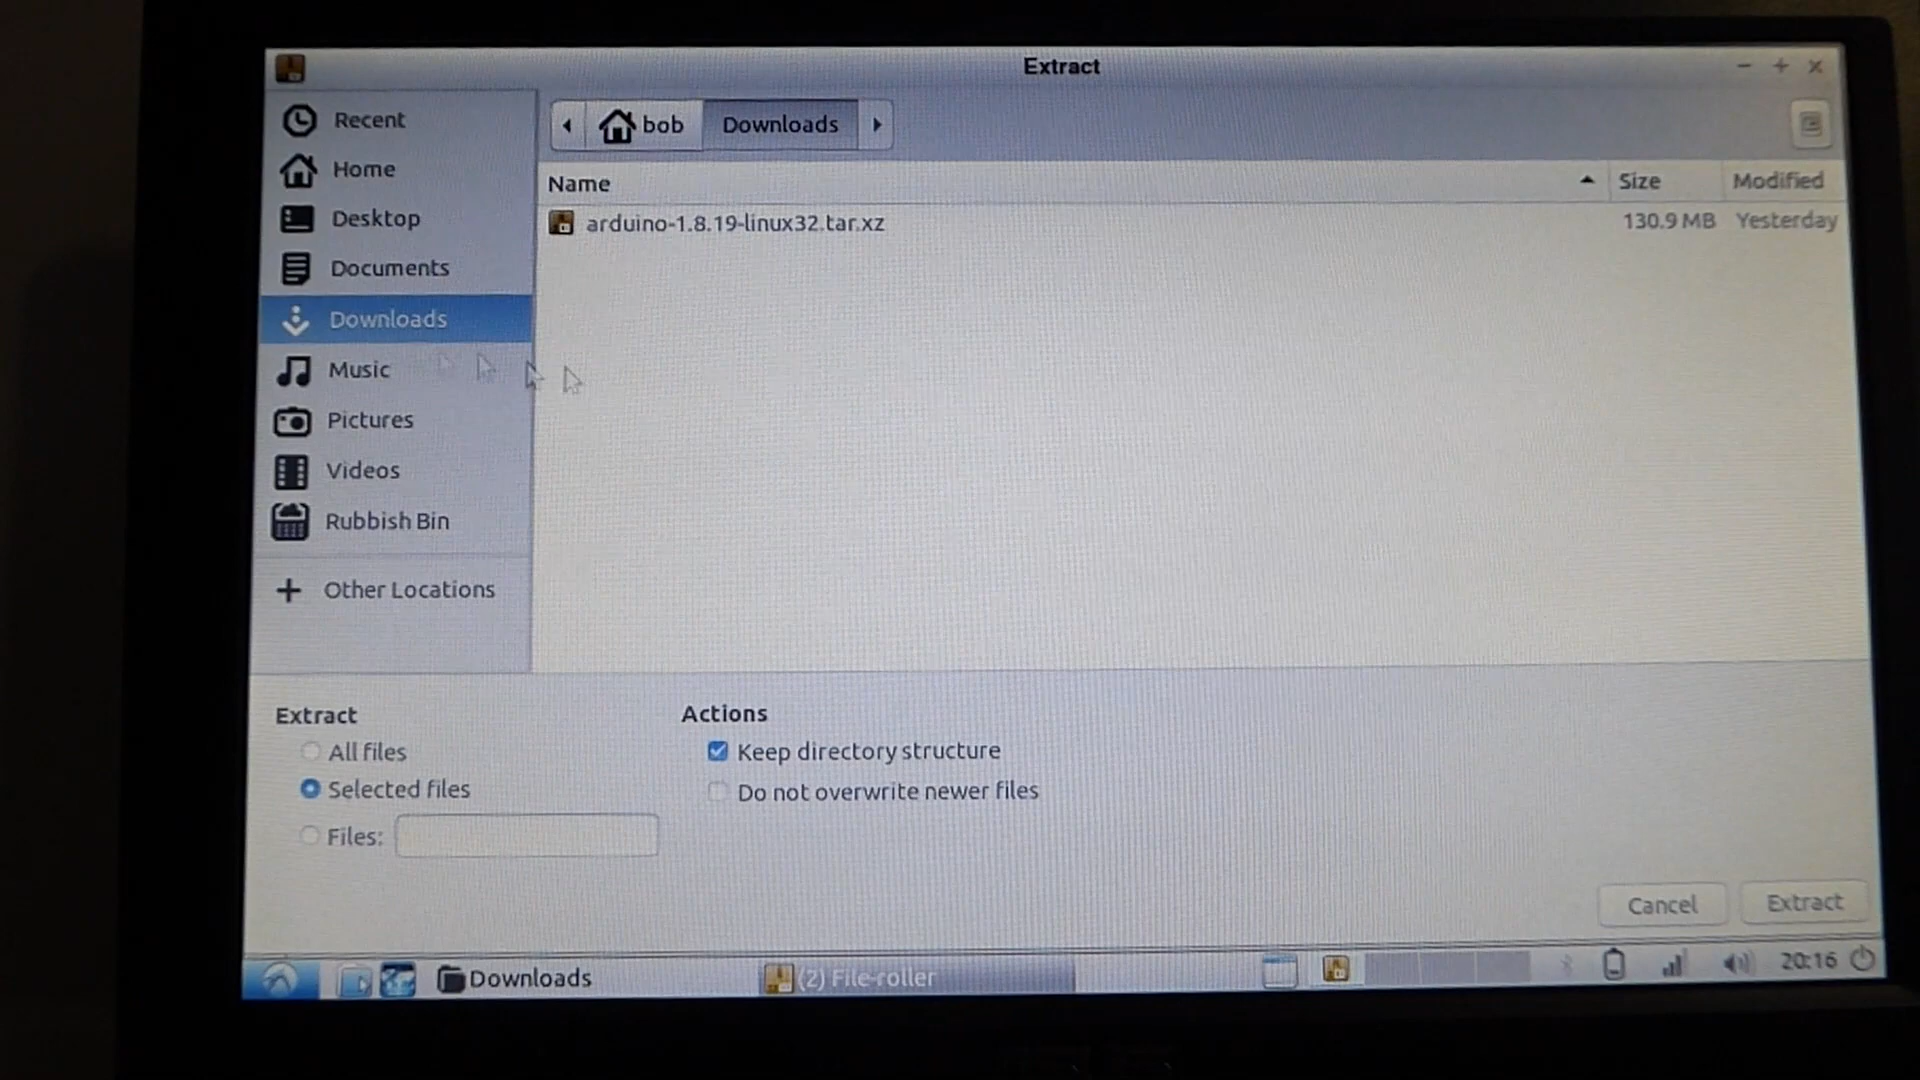 Extract
Recent
Home
Desktop
Documents
Downloads
Music
Pictures
Videos
Rubbish Bin
Other Locations
bob
Downloads
Name
Size
Modified
arduino-1.8.19-linux32.tar.xz
130.9 MB
Yesterday
Extract
All files
Selected files
Files:
Actions
Keep directory structure
Do not overwrite newer files
Cancel
Extract
Downloads
(2) File-roller
20:16